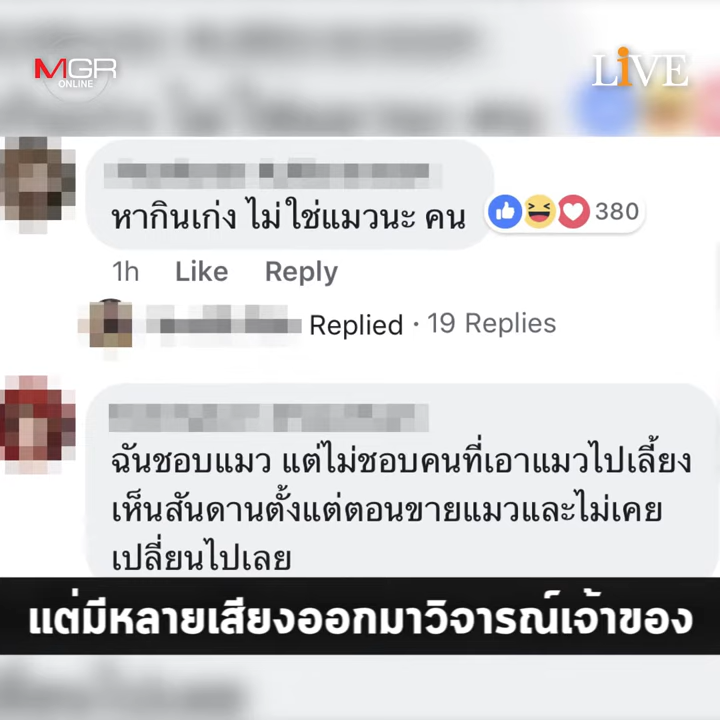 MGR
ONLINE
LiVE
หากินเก่ง ไม่ใช่แมวนะ คน
380
1h Like Reply
Replied · 19 Replies
ฉันชอบแมว แต่ไม่ชอบคนที่เอาแมวไปเลี้ยง
เห็นสันดานตั้งแต่ตอนขายแมวและไม่เคย
เปลี่ยนไปเลย
แต่มีหลายเสียงออกมาวิจารณ์เจ้าของ